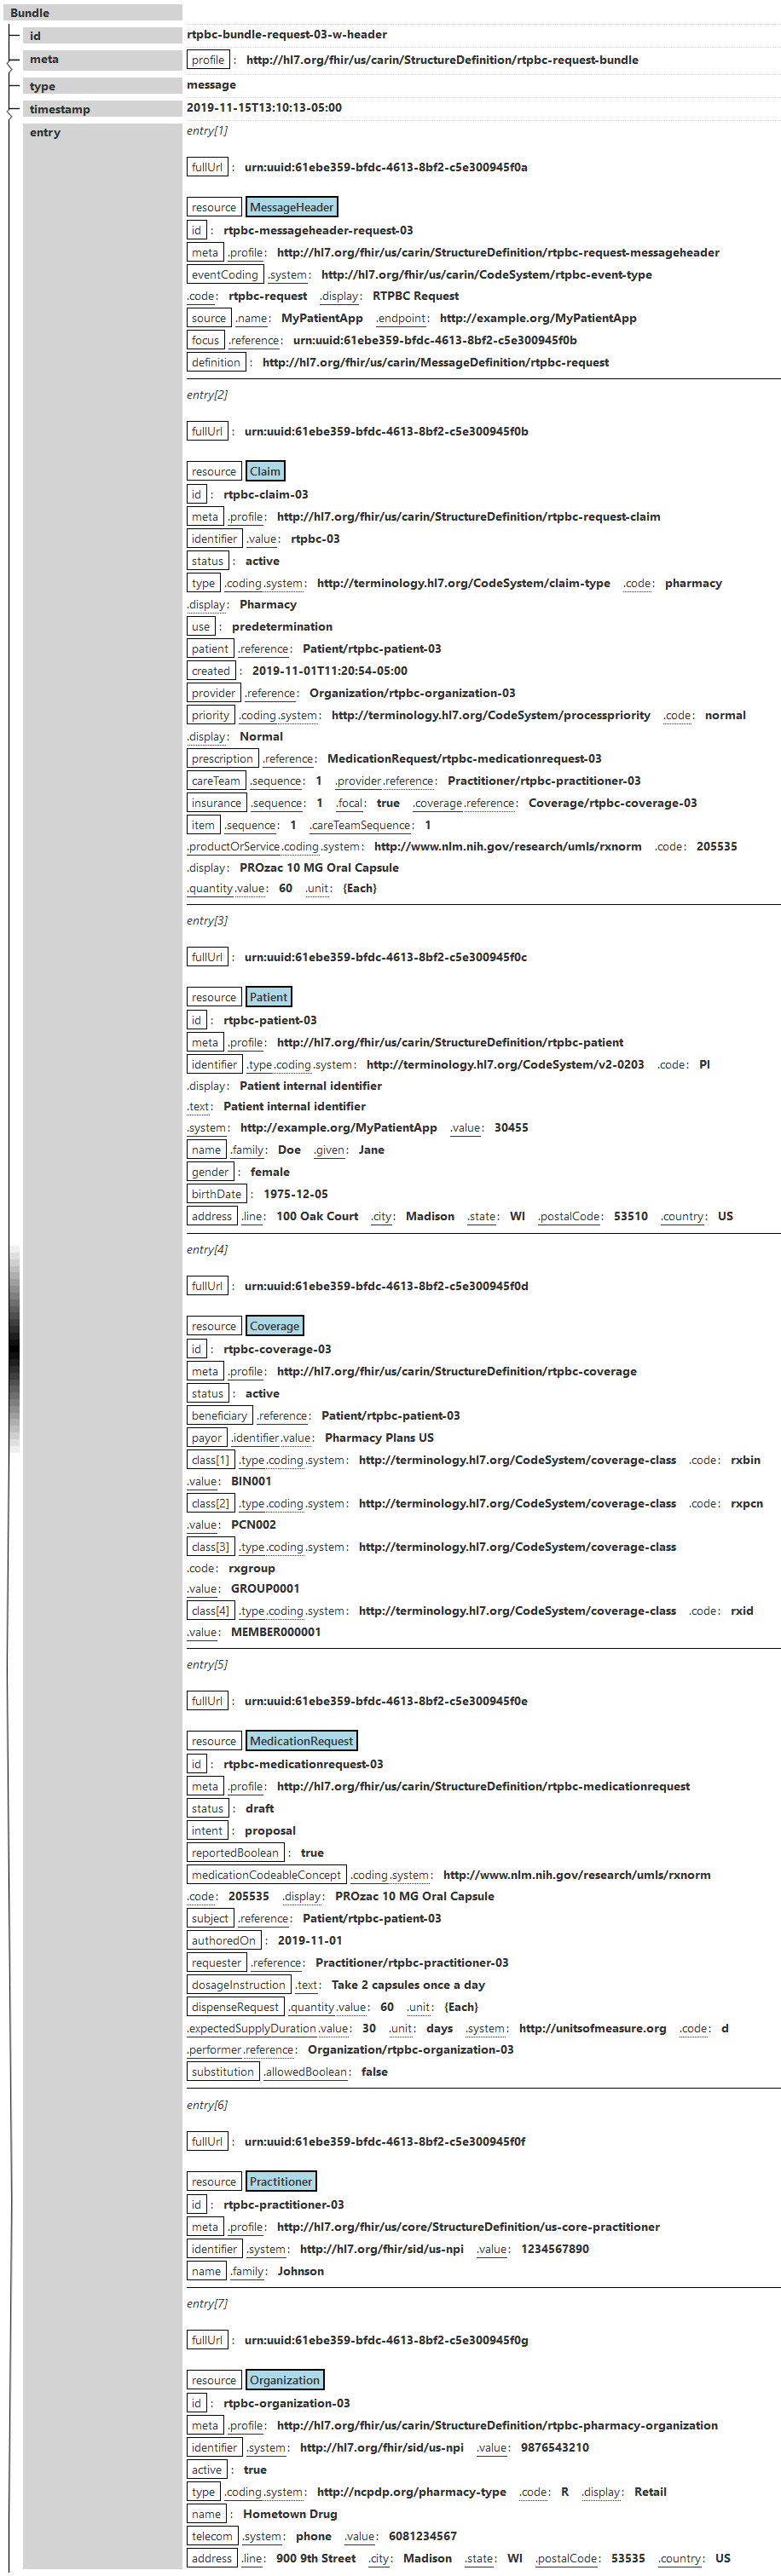 Bundle
id rtpbc-bundle-request-03-w-header
meta profile : http://hl7.org/fhir/us/carin/StructureDefinition/rtpbc-request-bundle
type message
timestamp 2019-11-15T13:10:13-05:00
entry entry[1]
fullUrl : urn:uuid:61ebe359-bfdc-4613-8bf2-c5e300945f0a
resource MessageHeader
id : rtpbc-messageheader-request-03
meta .profile: http://hl7.org/fhir/us/carin/StructureDefinition/rtpbc-request-messageheader
eventCoding .system: http://hl7.org/fhir/us/carin/CodeSystem/rtpbc-event-type
.code: rtpbc-request .display: RTPBC Request
source .name: MyPatientApp .endpoint: http://example.org/MyPatientApp
focus .reference: urn:uuid:61ebe359-bfdc-4613-8bf2-c5e300945f0b
definition : http://hl7.org/fhir/us/carin/MessageDefinition/rtpbc-request
entry[2]
fullUrl : urn:uuid:61ebe359-bfdc-4613-8bf2-c5e300945f0b
resource Claim
id : rtpbc-claim-03
meta .profile: http://hl7.org/fhir/us/carin/StructureDefinition/rtpbc-request-claim
identifier .value: rtpbc-03
status : active
type .coding.system: http://terminology.hl7.org/CodeSystem/claim-type .code: pharmacy
.display: Pharmacy
use : predetermination
patient .reference: Patient/rtpbc-patient-03
created : 2019-11-01T11:20:54-05:00
provider .reference: Organization/rtpbc-organization-03
priority .coding.system: http://terminology.hl7.org/CodeSystem/processpriority .code: normal
.display: Normal
prescription .reference: MedicationRequest/rtpbc-medicationrequest-03
careTeam .sequence: 1 .provider.reference: Practitioner/rtpbc-practitioner-03
insurance .sequence: 1 .focal: true .coverage.reference: Coverage/rtpbc-coverage-03
item .sequence: 1 .careTeamSequence: 1
.productOrService.coding.system: http://www.nlm.nih.gov/research/umls/rxnorm .code: 205535
.display: PROzac 10 MG Oral Capsule
.quantity.value: 60 .unit: {Each}
entry[3]
fullUrl : urn:uuid:61ebe359-bfdc-4613-8bf2-c5e300945f0c
resource Patient
id : rtpbc-patient-03
meta .profile: http://hl7.org/fhir/us/carin/StructureDefinition/rtpbc-patient
identifier .type.coding.system: http://terminology.hl7.org/CodeSystem/v2-0203 .code: PI
.display: Patient internal identifier
.text: Patient internal identifier
.system: http://example.org/MyPatientApp .value: 30455
name .family: Doe .given: Jane
gender : female
birthDate : 1975-12-05
address .line: 100 Oak Court .city: Madison .state: WI .postalCode: 53510 .country: US
entry[4]
fullUrl : urn:uuid:61ebe359-bfdc-4613-8bf2-c5e300945f0d
resource Coverage
id : rtpbc-coverage-03
meta .profile: http://hl7.org/fhir/us/carin/StructureDefinition/rtpbc-coverage
status : active
beneficiary .reference: Patient/rtpbc-patient-03
payor .identifier.value: Pharmacy Plans US
class[1] .type.coding.system: http://terminology.hl7.org/CodeSystem/coverage-class .code: rxbin
.value: BIN001
class[2] .type.coding.system: http://terminology.hl7.org/CodeSystem/coverage-class .code: rxpcn
.value: PCN002
class[3] .type.coding.system: http://terminology.hl7.org/CodeSystem/coverage-class
.code: rxgroup
.value: GROUP0001
class[4] .type.coding.system: http://terminology.hl7.org/CodeSystem/coverage-class .code: rxid
.value: MEMBER000001
entry[5]
fullUrl : urn:uuid:61ebe359-bfdc-4613-8bf2-c5e300945f0e
resource MedicationRequest
id : rtpbc-medicationrequest-03
meta .profile: http://hl7.org/fhir/us/carin/StructureDefinition/rtpbc-medicationrequest
status : draft
intent : proposal
reportedBoolean : true
medicationCodeableConcept .coding.system: http://www.nlm.nih.gov/research/umls/rxnorm
.code: 205535 .display: PROzac 10 MG Oral Capsule
subject .reference: Patient/rtpbc-patient-03
authoredOn : 2019-11-01
requester .reference: Practitioner/rtpbc-practitioner-03
dosageInstruction .text: Take 2 capsules once a day
dispenseRequest .quantity.value: 60 .unit: {Each}
.expectedSupplyDuration.value: 30 .unit: days .system: http://unitsofmeasure.org .code: d
.performer.reference: Organization/rtpbc-organization-03
substitution .allowedBoolean: false
entry[6]
fullUrl : urn:uuid:61ebe359-bfdc-4613-8bf2-c5e300945f0f
resource Practitioner
id : rtpbc-practitioner-03
meta .profile: http://hl7.org/fhir/us/core/StructureDefinition/us-core-practitioner
identifier .system: http://hl7.org/fhir/sid/us-npi .value: 1234567890
name .family: Johnson
entry[7]
fullUrl : urn:uuid:61ebe359-bfdc-4613-8bf2-c5e300945f0g
resource Organization
id : rtpbc-organization-03
meta .profile: http://hl7.org/fhir/us/carin/StructureDefinition/rtpbc-pharmacy-organization
identifier .system: http://hl7.org/fhir/sid/us-npi .value: 9876543210
active : true
type .coding.system: http://ncpdp.org/pharmacy-type .code: R .display: Retail
name : Hometown Drug
telecom .system: phone .value: 6081234567
address .line: 900 9th Street .city: Madison .state: WI .postalCode: 53535 .country: US